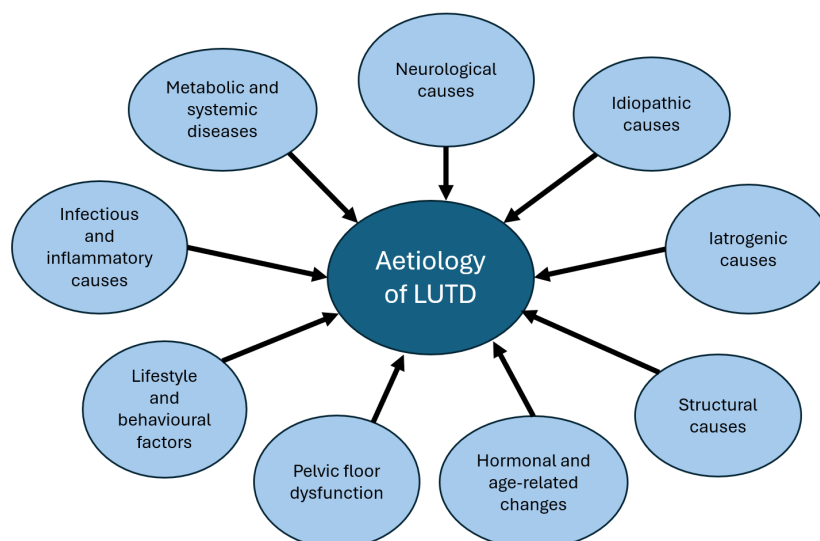 Neurological
causes
Idiopathic
causes
Iatrogenic
causes
Structural
causes
Hormonal and
age-related
changes
Pelvic floor
dysfunction
Lifestyle
and
behavioural
factors
Infectious
and
inflammatory
causes
Metabolic and
systemic
diseases
Aetiology
of LUTD